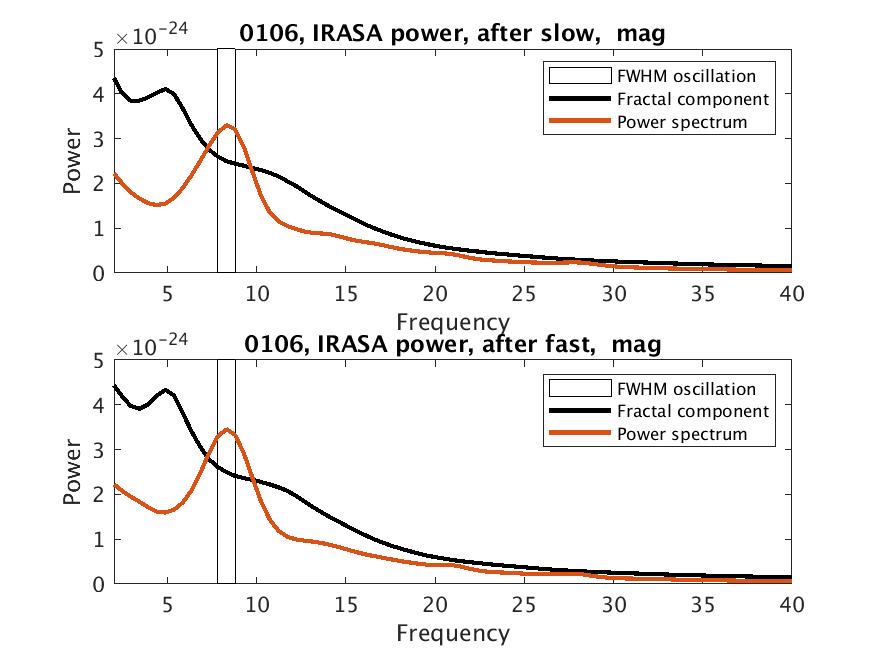 ×10⁻²⁴
0106, IRASA power, after slow,  mag
5
4
3
2
1
0
Power
FWHM oscillation
Fractal component
Power spectrum
5 10 15 20 25 30 35 40
Frequency
×10⁻²⁴
0106, IRASA power, after fast,  mag
5
4
3
2
1
0
Power
FWHM oscillation
Fractal component
Power spectrum
5 10 15 20 25 30 35 40
Frequency